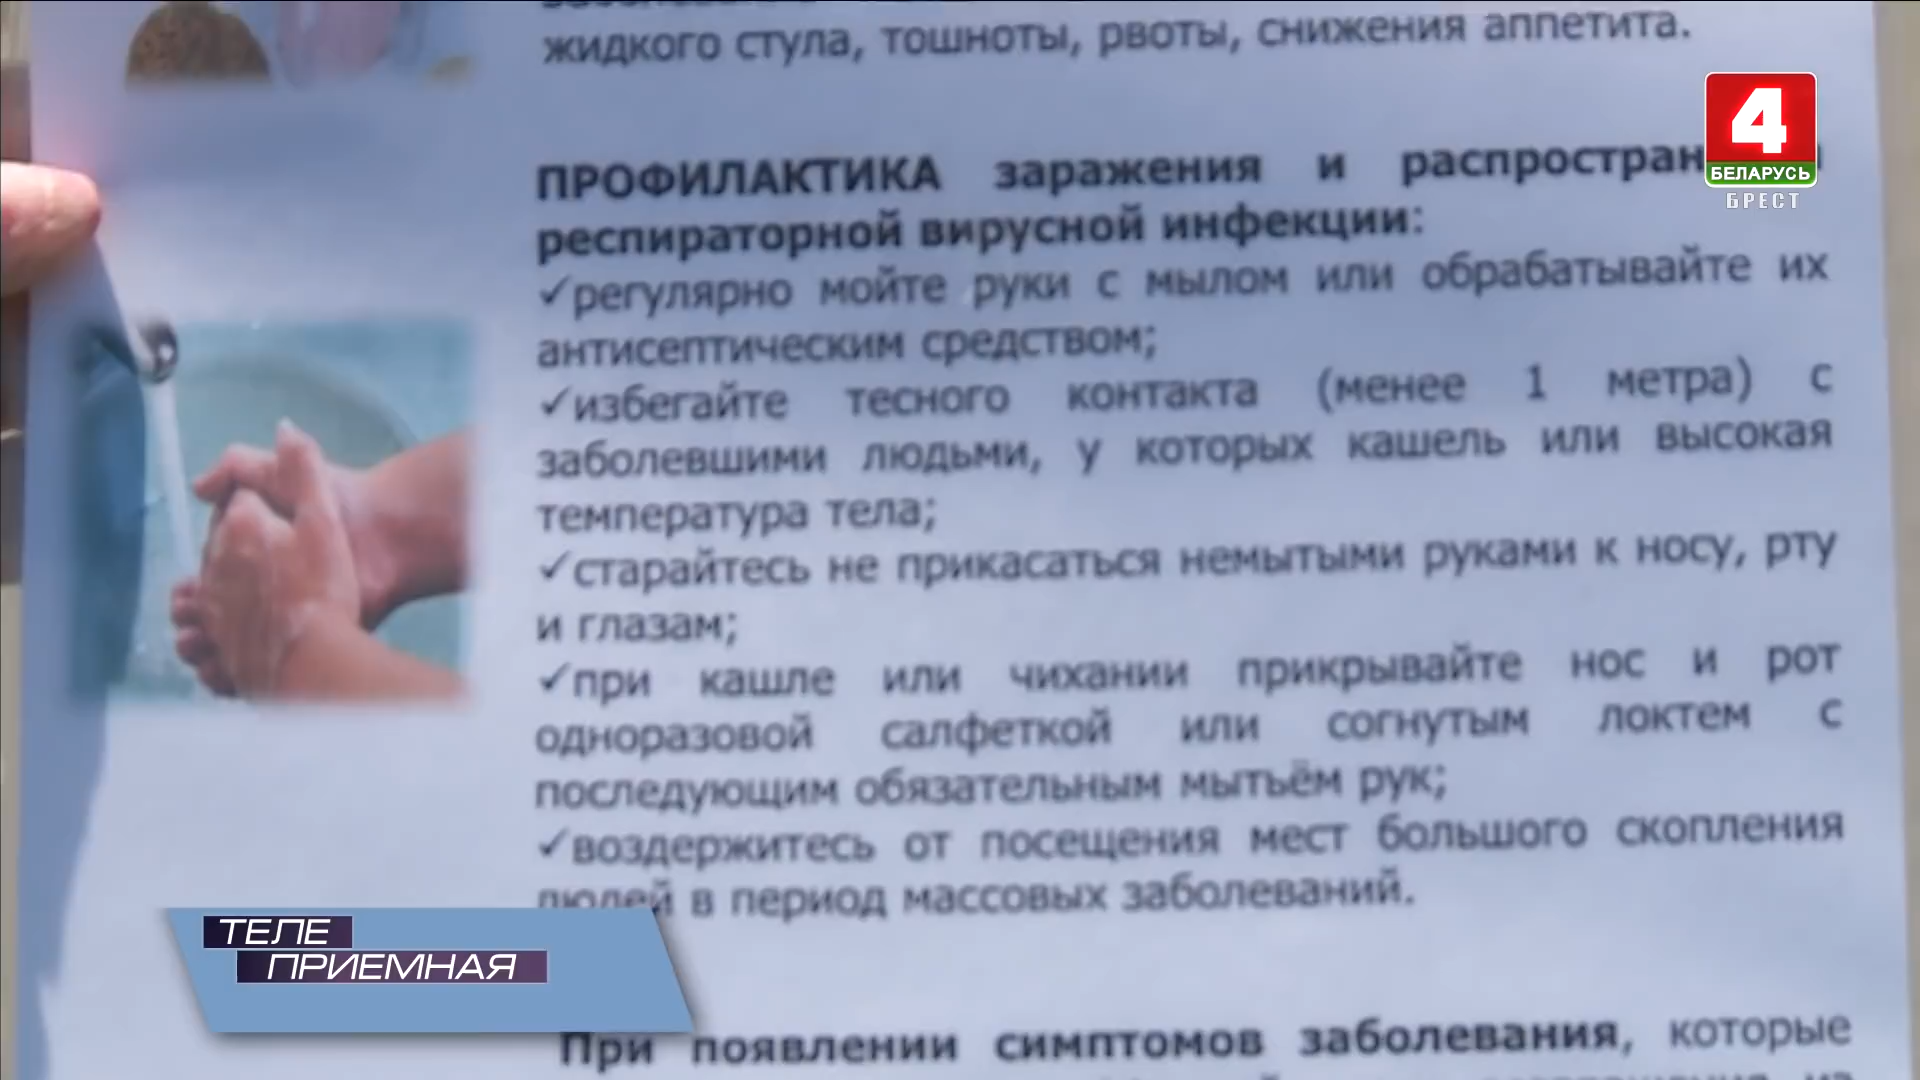 жидкого стула, тошноты, рвоты, снижения аппетита.
4
БЕЛАРУСЬ
БРЕСТ
ПРОФИЛАКТИКА заражения и
респираторной вирусной инфекции:
✓регулярно мойте руки с мылом или обрабатывайте их
антисептическим средством;
✓избегайте тесного контакта (менее 1 метра) с
заболевшими людьми, у которых кашель или высокая
температура тела;
✓старайтесь не прикасаться немытыми руками к носу, рту
и глазам;
✓при кашле или чихании прикрывайте нос и рот
одноразовой салфеткой или согнутым локтем с
последующим обязательным мытьём рук;
✓воздержитесь от посещения мест большого скопления
людей в период массовых заболеваний.
ТЕЛЕ
ПРИЕМНАЯ
При появлении симптомов заболевания, которые